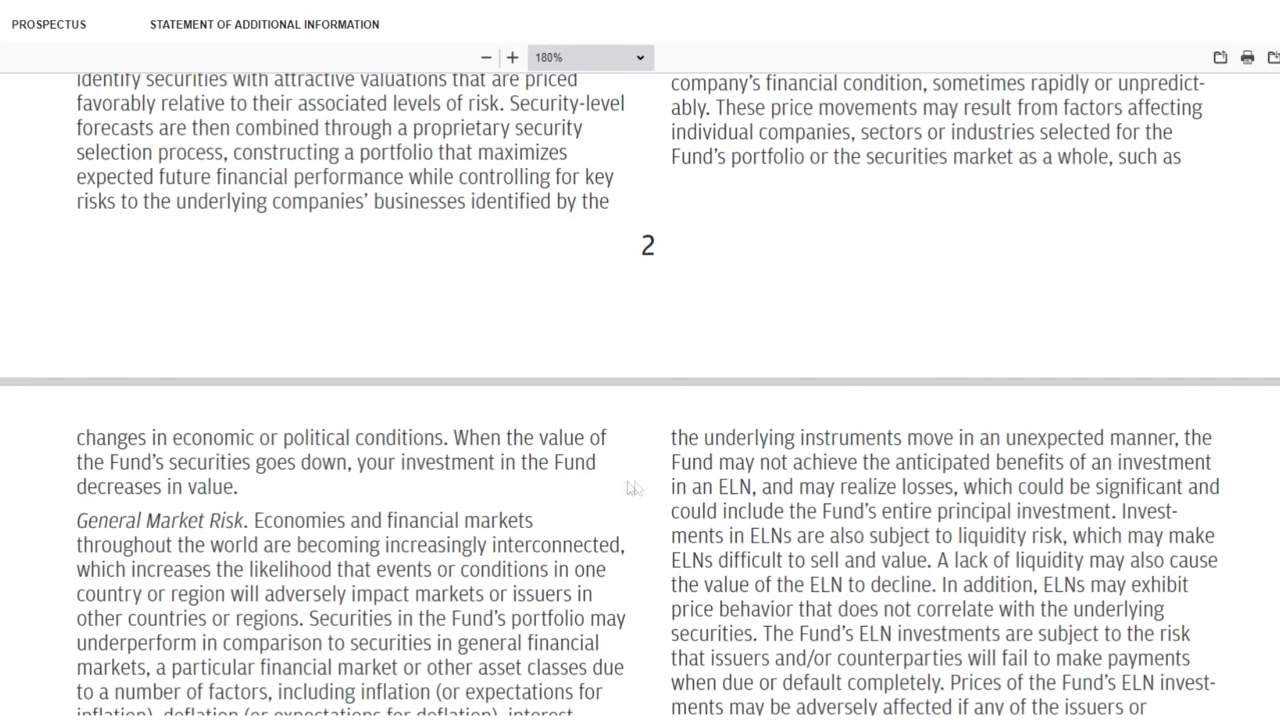 PROSPECTUS
STATEMENT OF ADDITIONAL INFORMATION
180%
identify securities with attractive valuations that are priced
favorably relative to their associated levels of risk. Security-level
forecasts are then combined through a proprietary security
selection process, constructing a portfolio that maximizes
expected future financial performance while controlling for key
risks to the underlying companies’ businesses identified by the
company’s financial condition, sometimes rapidly or unpredict-
ably. These price movements may result from factors affecting
individual companies, sectors or industries selected for the
Fund’s portfolio or the securities market as a whole, such as
2
changes in economic or political conditions. When the value of
the Fund’s securities goes down, your investment in the Fund
decreases in value.
General Market Risk. Economies and financial markets
throughout the world are becoming increasingly interconnected,
which increases the likelihood that events or conditions in one
country or region will adversely impact markets or issuers in
other countries or regions. Securities in the Fund’s portfolio may
underperform in comparison to securities in general financial
markets, a particular financial market or other asset classes due
to a number of factors, including inflation (or expectations for
inflation), deflation (or expectations for deflation), interest
the underlying instruments move in an unexpected manner, the
Fund may not achieve the anticipated benefits of an investment
in an ELN, and may realize losses, which could be significant and
could include the Fund’s entire principal investment. Invest-
ments in ELNs are also subject to liquidity risk, which may make
ELNs difficult to sell and value. A lack of liquidity may also cause
the value of the ELN to decline. In addition, ELNs may exhibit
price behavior that does not correlate with the underlying
securities. The Fund’s ELN investments are subject to the risk
that issuers and/or counterparties will fail to make payments
when due or default completely. Prices of the Fund’s ELN invest-
ments may be adversely affected if any of the issuers or